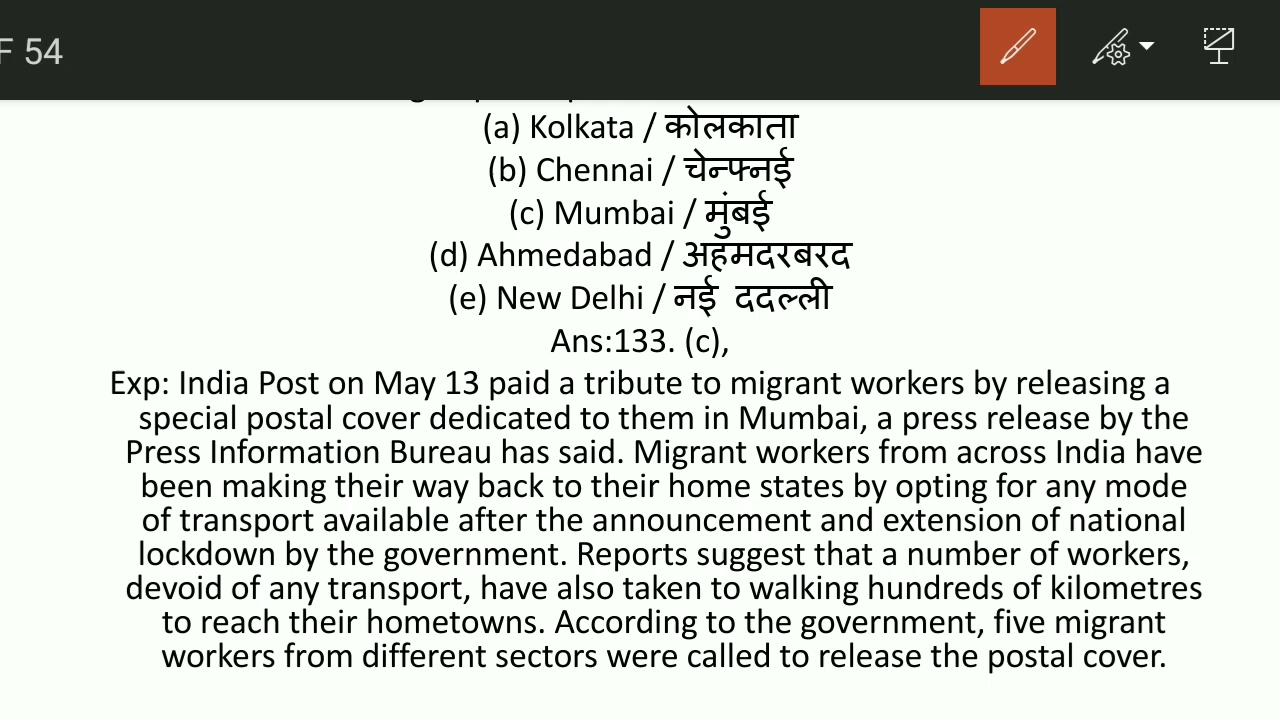 F 54
(a) Kolkata / कोलकाता
(b) Chennai / चेन्फ्नई
(c) Mumbai / मुंबई
(d) Ahmedabad / अहमदरबरद
(e) New Delhi / नई ददल्ली
Ans:133. (c),
Exp: India Post on May 13 paid a tribute to migrant workers by releasing a
special postal cover dedicated to them in Mumbai, a press release by the
Press Information Bureau has said. Migrant workers from across India have
been making their way back to their home states by opting for any mode
of transport available after the announcement and extension of national
lockdown by the government. Reports suggest that a number of workers,
devoid of any transport, have also taken to walking hundreds of kilometres
to reach their hometowns. According to the government, five migrant
workers from different sectors were called to release the postal cover.